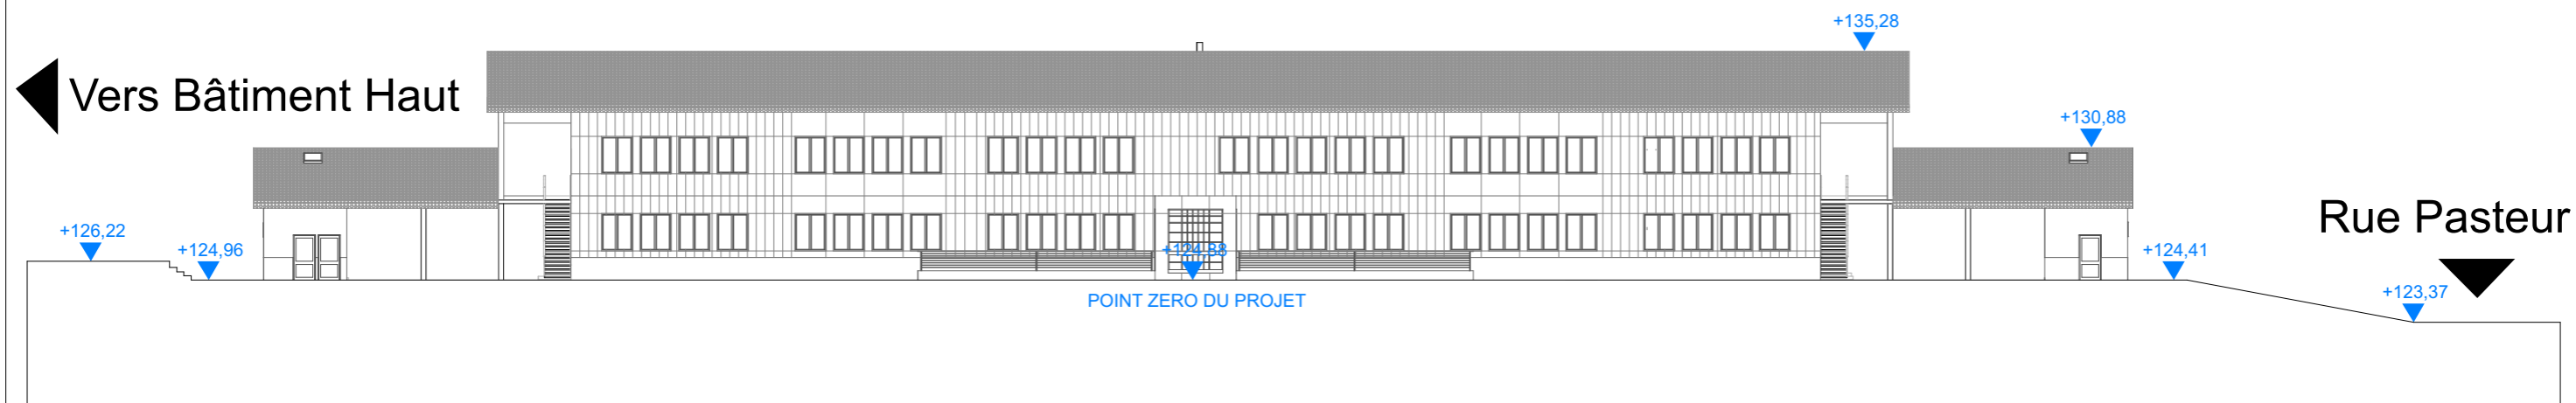 +135,28
Vers Bâtiment Haut
+130,88
Rue Pasteur
+126,22
+124,96
+124,88
+124,41
+123,37
POINT ZERO DU PROJET